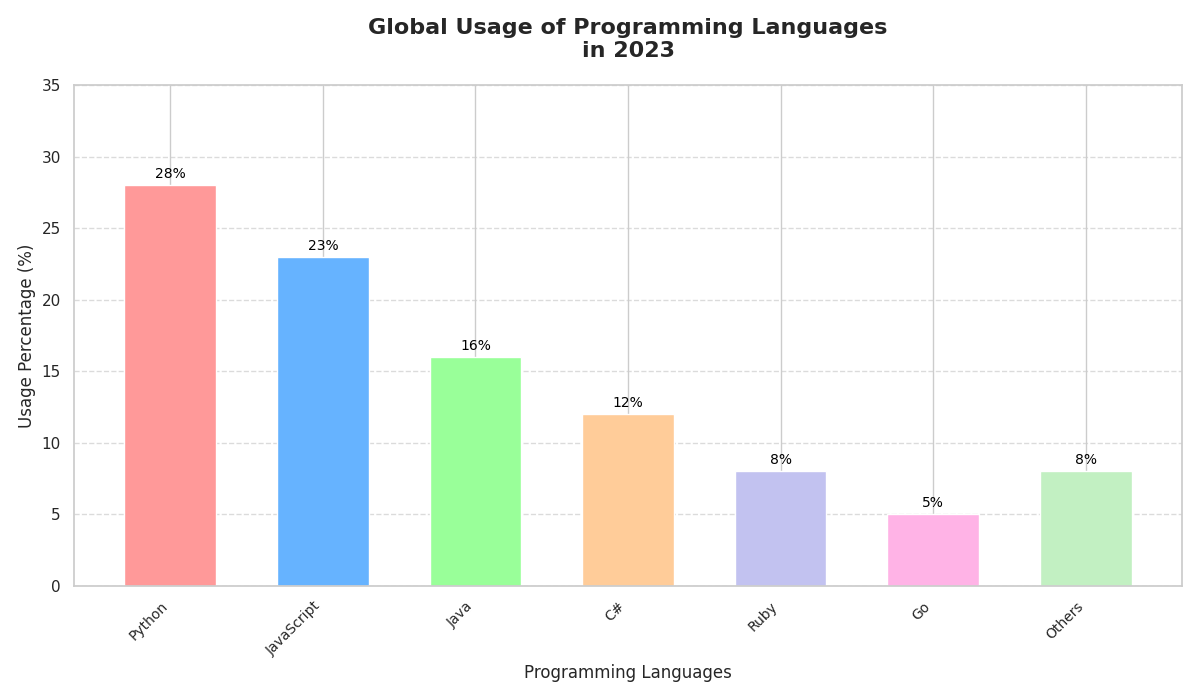 Global Usage of Programming Languages
in 2023
Usage Percentage (%)
35
30
25
20
15
10
5
0
28%
23%
16%
12%
8%
5%
8%
Python
JavaScript
Java
C#
Ruby
Go
Others
Programming Languages